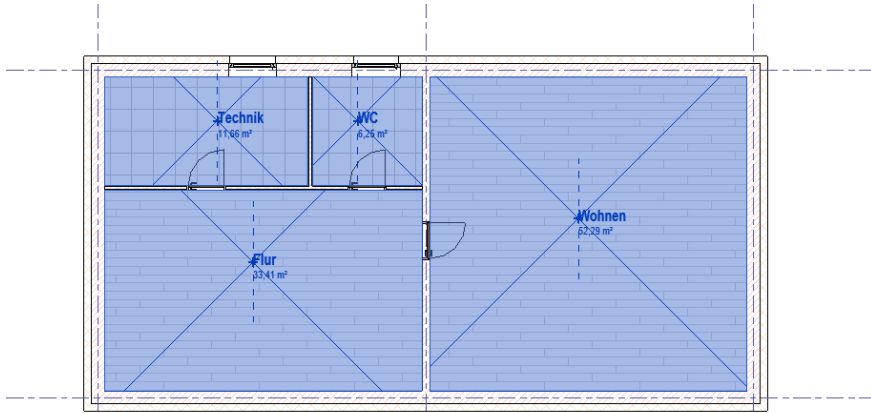 Technik
11,66 m²
WC
6,25 m²
Wohnen
52,29 m²
Flur
33,41 m²